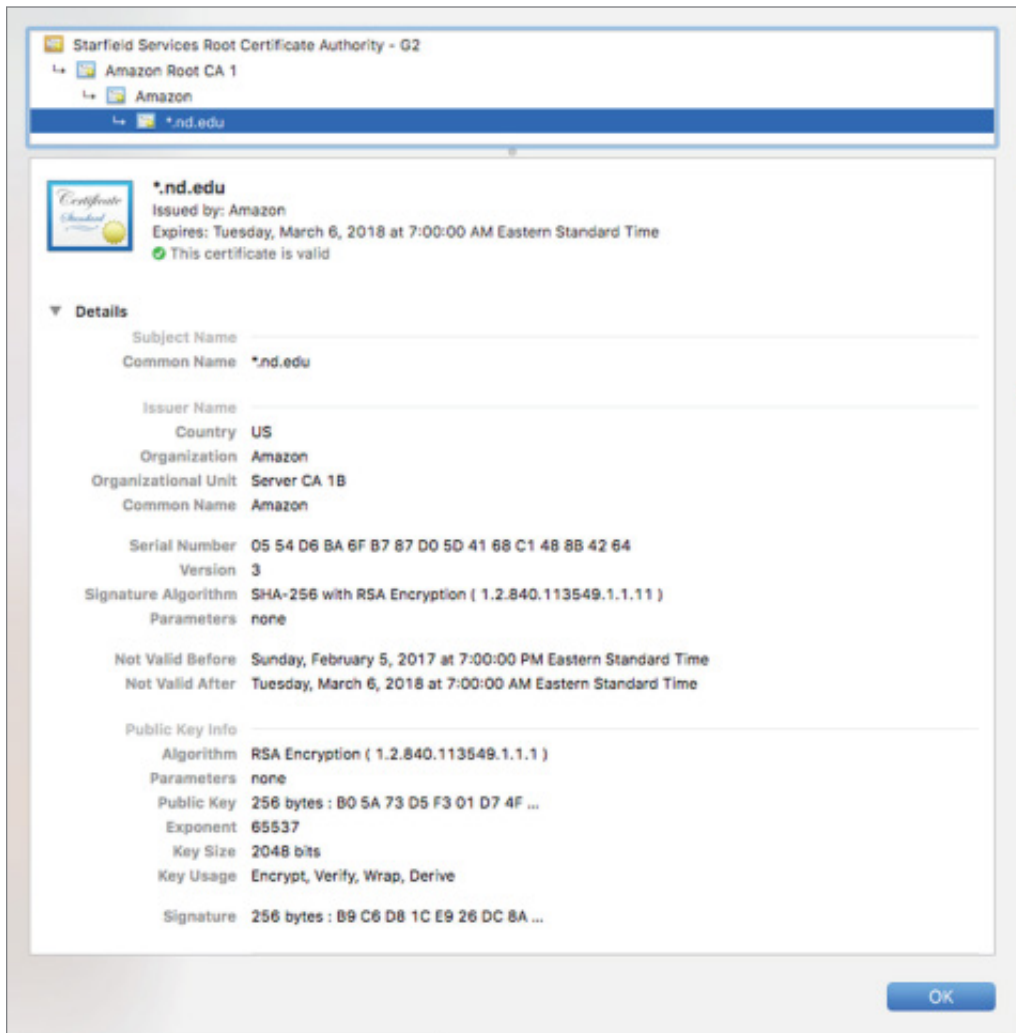 Starfield Services Root Certificate Authority - G2
Amazon Root CA 1
Amazon
*.nd.edu
Certificate
Standard
*.nd.edu
Issued by: Amazon
Expires: Tuesday, March 6, 2018 at 7:00:00 AM Eastern Standard Time
This certificate is valid
Details
Subject Name
Common Name *.nd.edu
Issuer Name
Country US
Organization Amazon
Organizational Unit Server CA 1B
Common Name Amazon
Serial Number 05 54 D6 BA 6F B7 87 D0 5D 41 68 C1 48 8B 42 64
Version 3
Signature Algorithm SHA-256 with RSA Encryption ( 1.2.840.113549.1.1.11 )
Parameters none
Not Valid Before Sunday, February 5, 2017 at 7:00:00 PM Eastern Standard Time
Not Valid After Tuesday, March 6, 2018 at 7:00:00 AM Eastern Standard Time
Public Key Info
Algorithm RSA Encryption ( 1.2.840.113549.1.1.1 )
Parameters none
Public Key 256 bytes : B0 5A 73 D5 F3 01 D7 4F ...
Exponent 65537
Key Size 2048 bits
Key Usage Encrypt, Verify, Wrap, Derive
Signature 256 bytes : B9 C6 D8 1C E9 26 DC 8A ...
OK